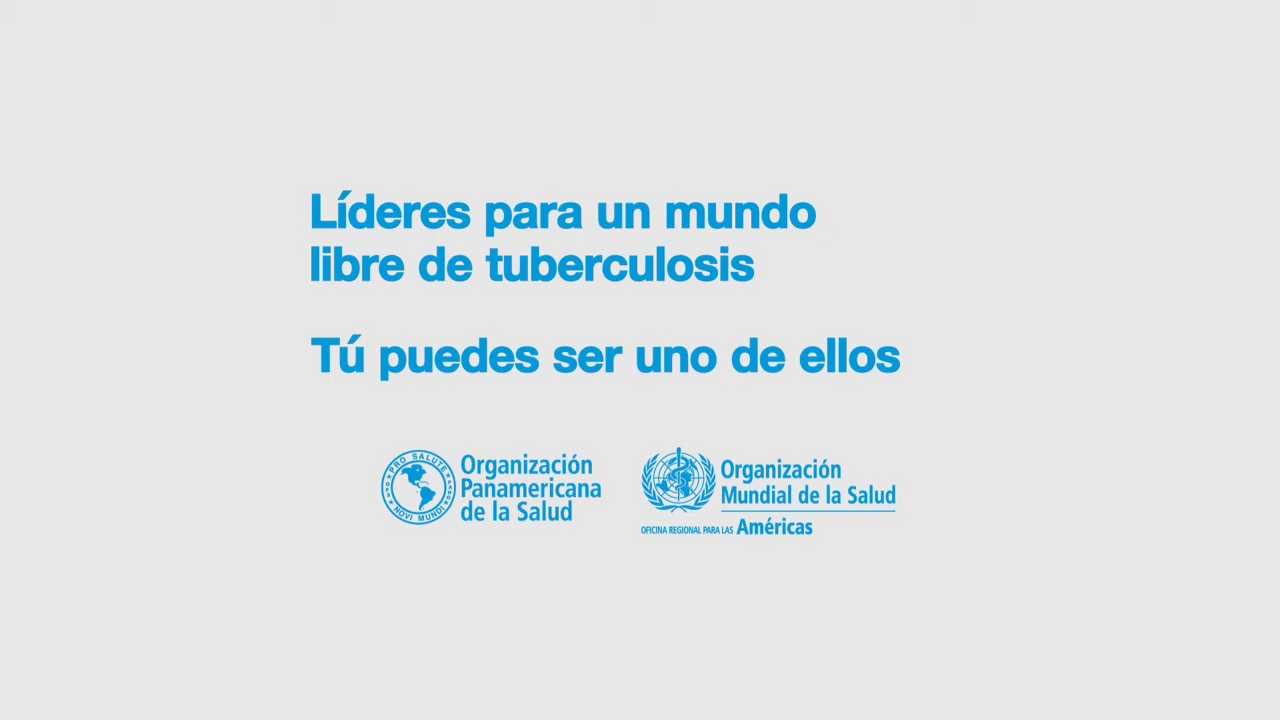 Líderes para un mundo
libre de tuberculosis
Tú puedes ser uno de ellos
PRO SALUTE
NOVI MUNDI
Organización
Panamericana
de la Salud
Organización
Mundial de la Salud
OFICINA REGIONAL PARA LAS Américas